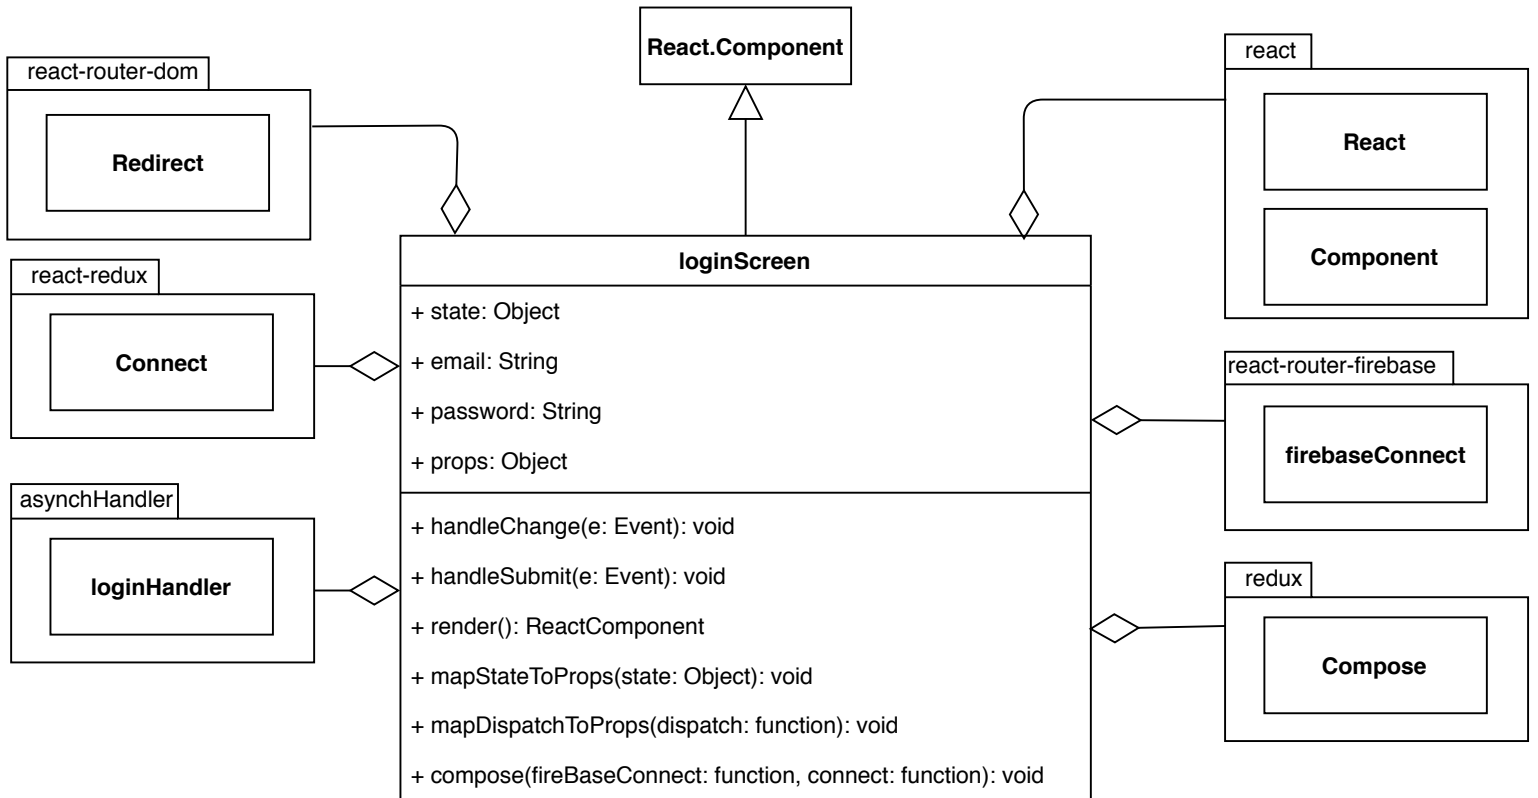 React.Component
react-router-dom
Redirect
react
React
Component
react-redux
Connect
loginScreen
+ state: Object
+ email: String
+ password: String
+ props: Object
react-router-firebase
firebaseConnect
asynchHandler
loginHandler
+ handleChange(e: Event): void
+ handleSubmit(e: Event): void
+ render(): ReactComponent
+ mapStateToProps(state: Object): void
+ mapDispatchToProps(dispatch: function): void
+ compose(fireBaseConnect: function, connect: function): void
redux
Compose